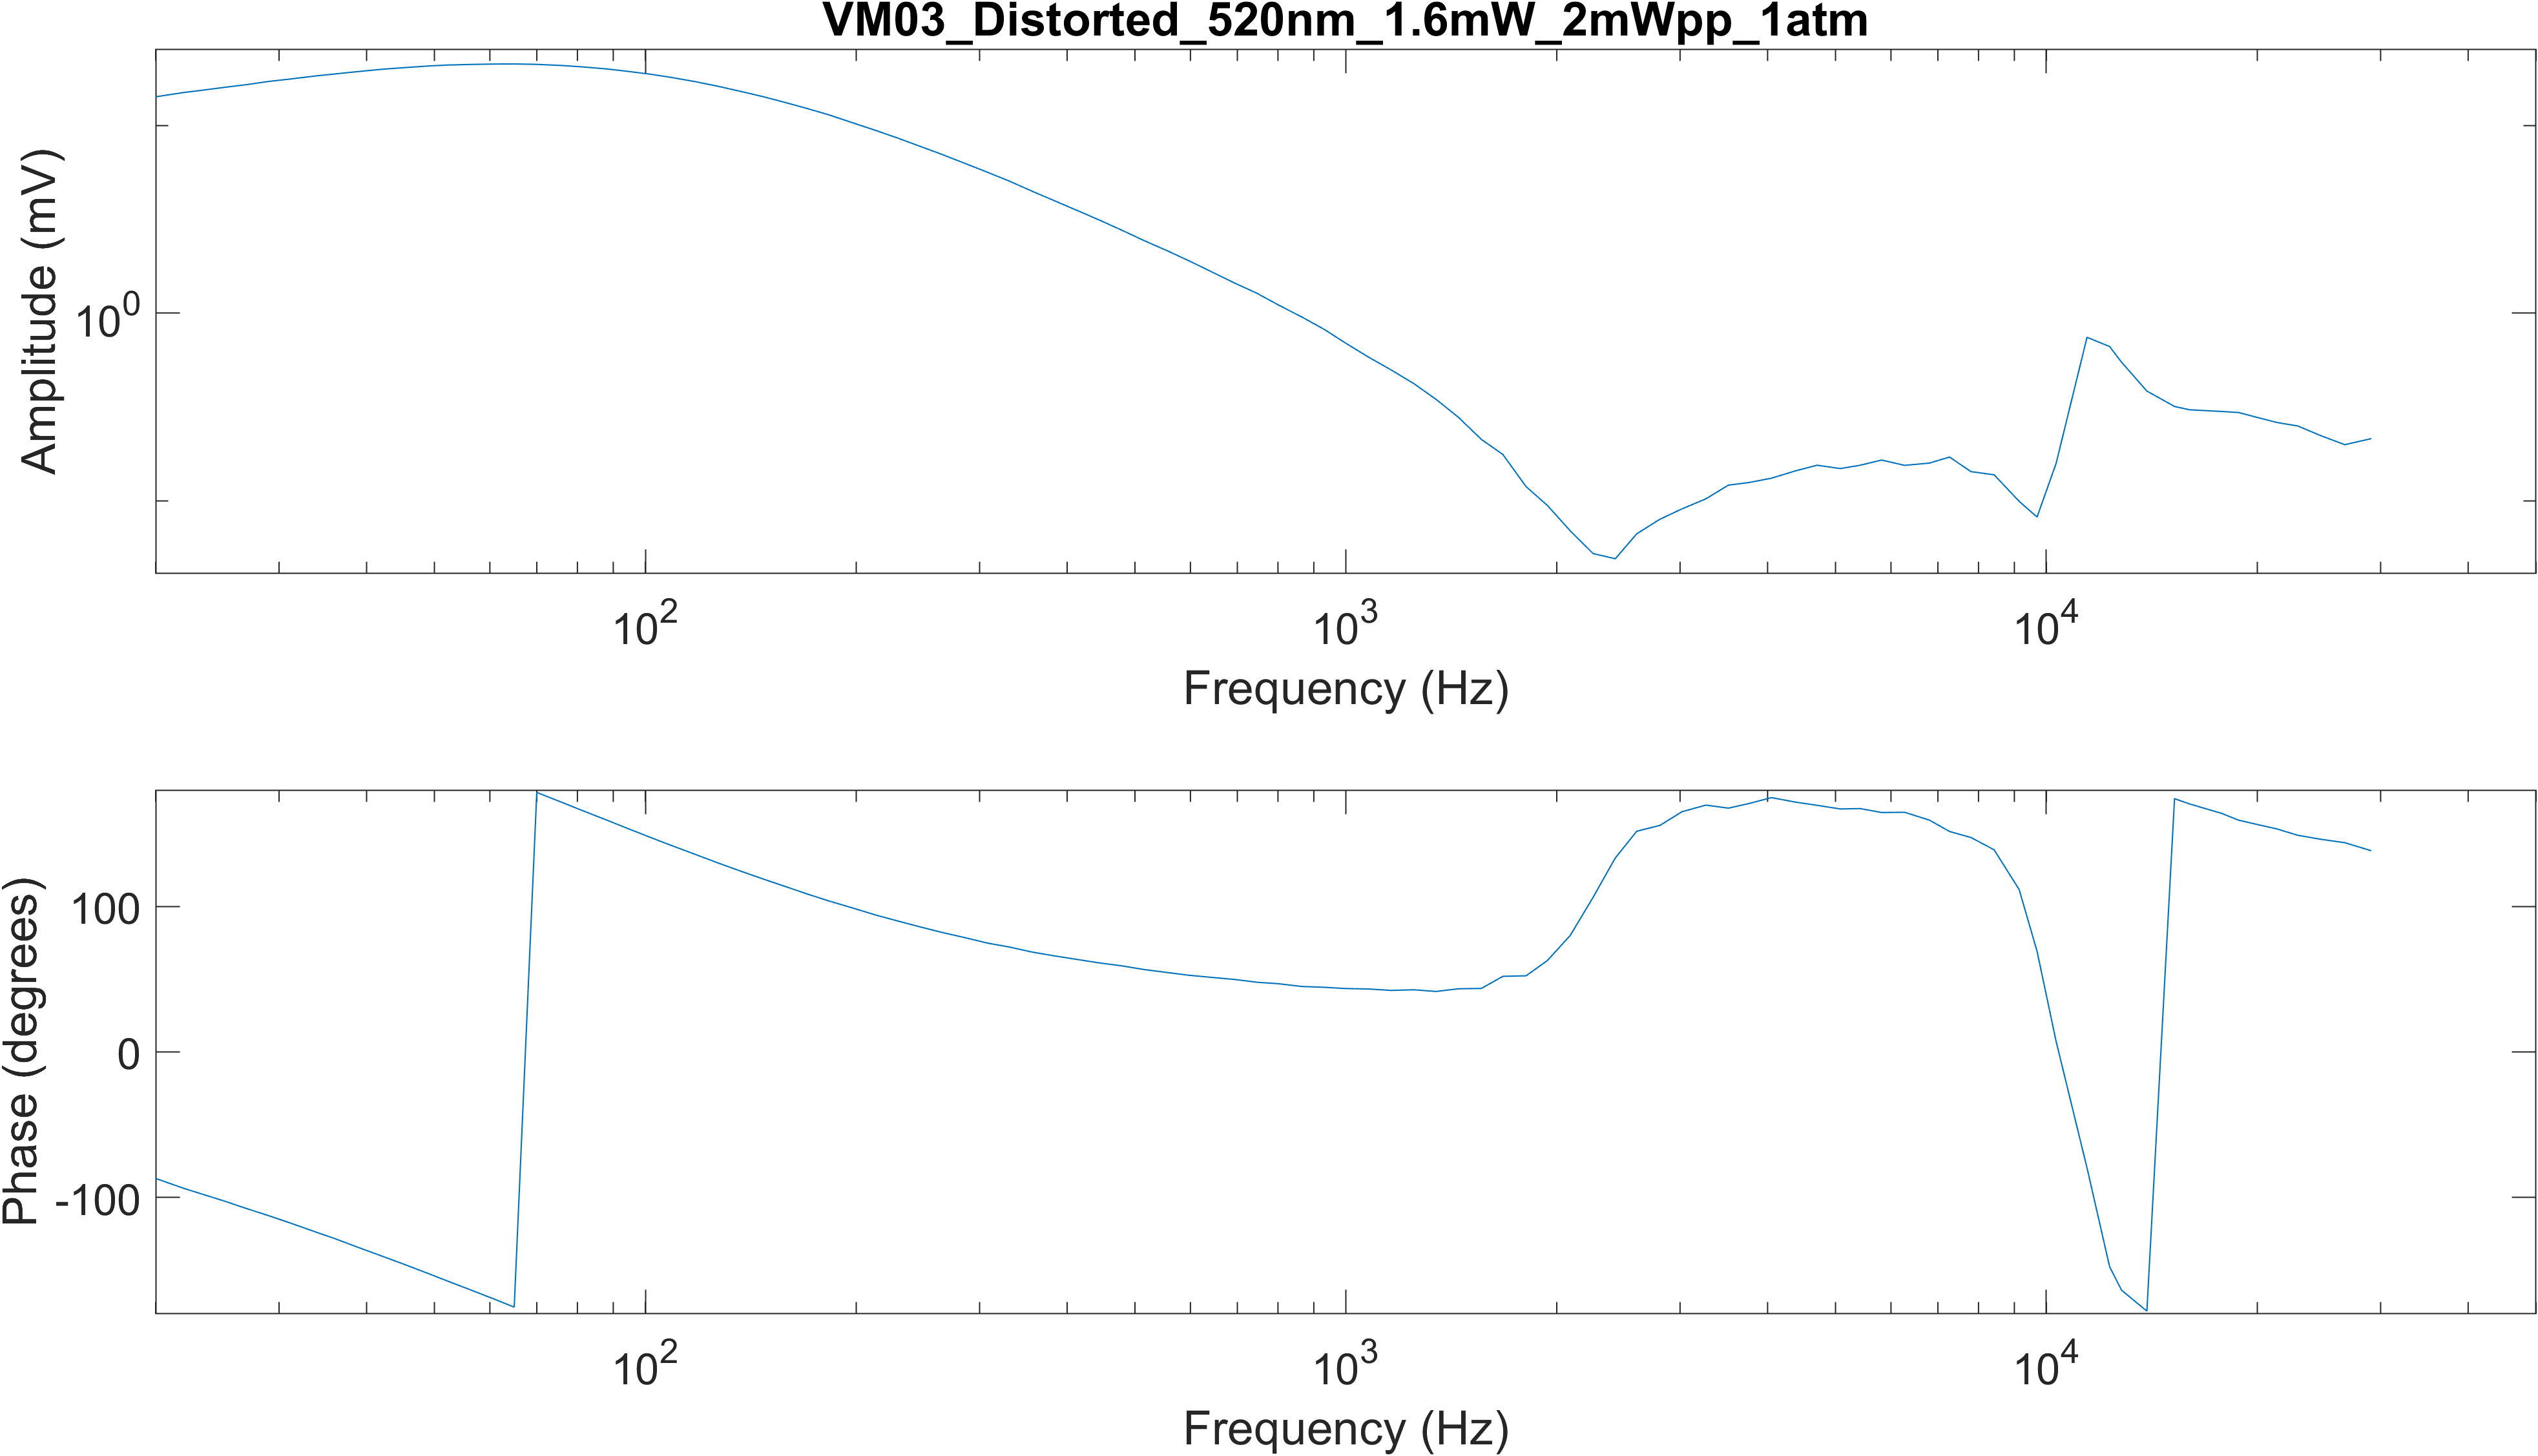 VM03_Distorted_520nm_1.6mW_2mWpp_1atm
Amplitude (mV)
10^0
10^2 10^3 10^4
Frequency (Hz)
Phase (degrees)
100
0
-100
10^2 10^3 10^4
Frequency (Hz)